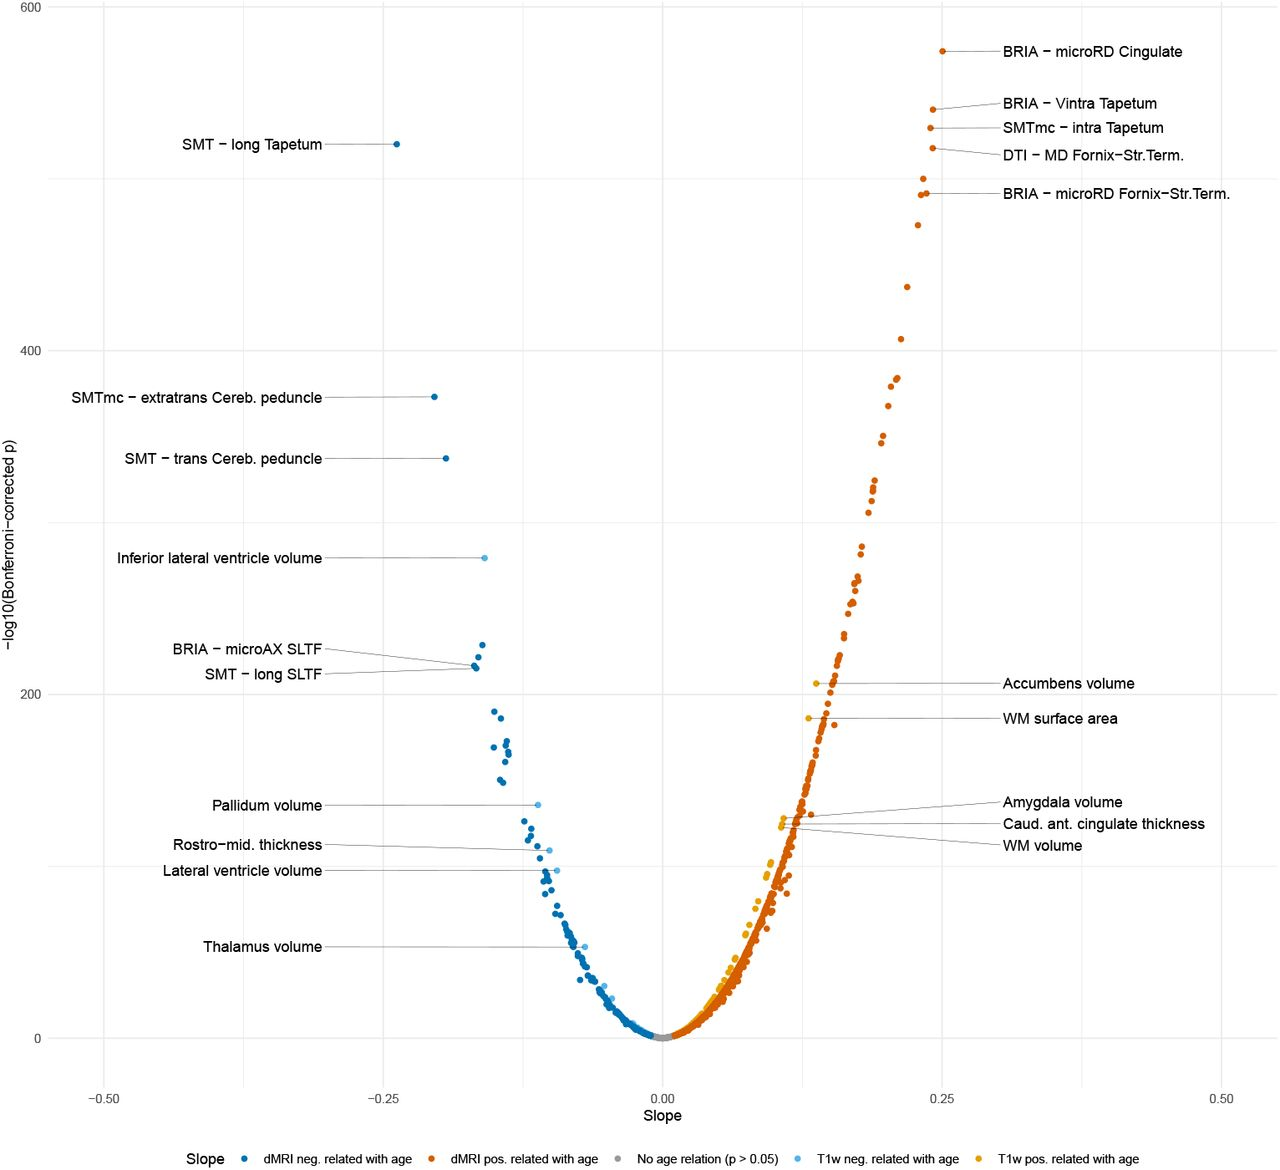 600
BRIA − microRD Cingulate
BRIA − Vintra Tapetum
SMTmc − intra Tapetum
SMT − long Tapetum
DTI − MD Fornix−Str.Term.
BRIA − microRD Fornix−Str.Term.
400
SMTmc − extratrans Cereb. peduncle
SMT − trans Cereb. peduncle
−log10(Bonferroni−corrected p)
Inferior lateral ventricle volume
BRIA − microAX SLTF
SMT − long SLTF
Accumbens volume
200
WM surface area
Pallidum volume
Amygdala volume
Caud. ant. cingulate thickness
Rostro−mid. thickness
WM volume
Lateral ventricle volume
Thalamus volume
0
−0.50 −0.25 0.00 0.25 0.50
Slope
Slope dMRI neg. related with age dMRI pos. related with age No age relation (p > 0.05) T1w neg. related with age T1w pos. related with age